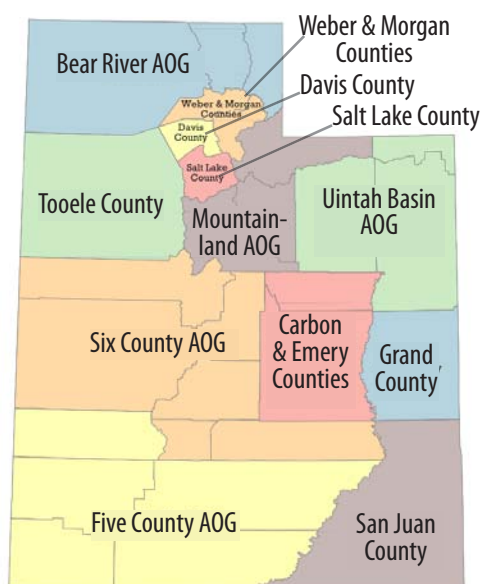 Weber & Morgan
Counties
Bear River AOG
Davis County
Weber & Morgan
Counties
Salt Lake County
Davis
County
Salt Lake
County
Tooele County
Uintah Basin
AOG
Mountain-
land AOG
Carbon
& Emery
Counties
Six County AOG
Grand
County
Five County AOG
San Juan
County